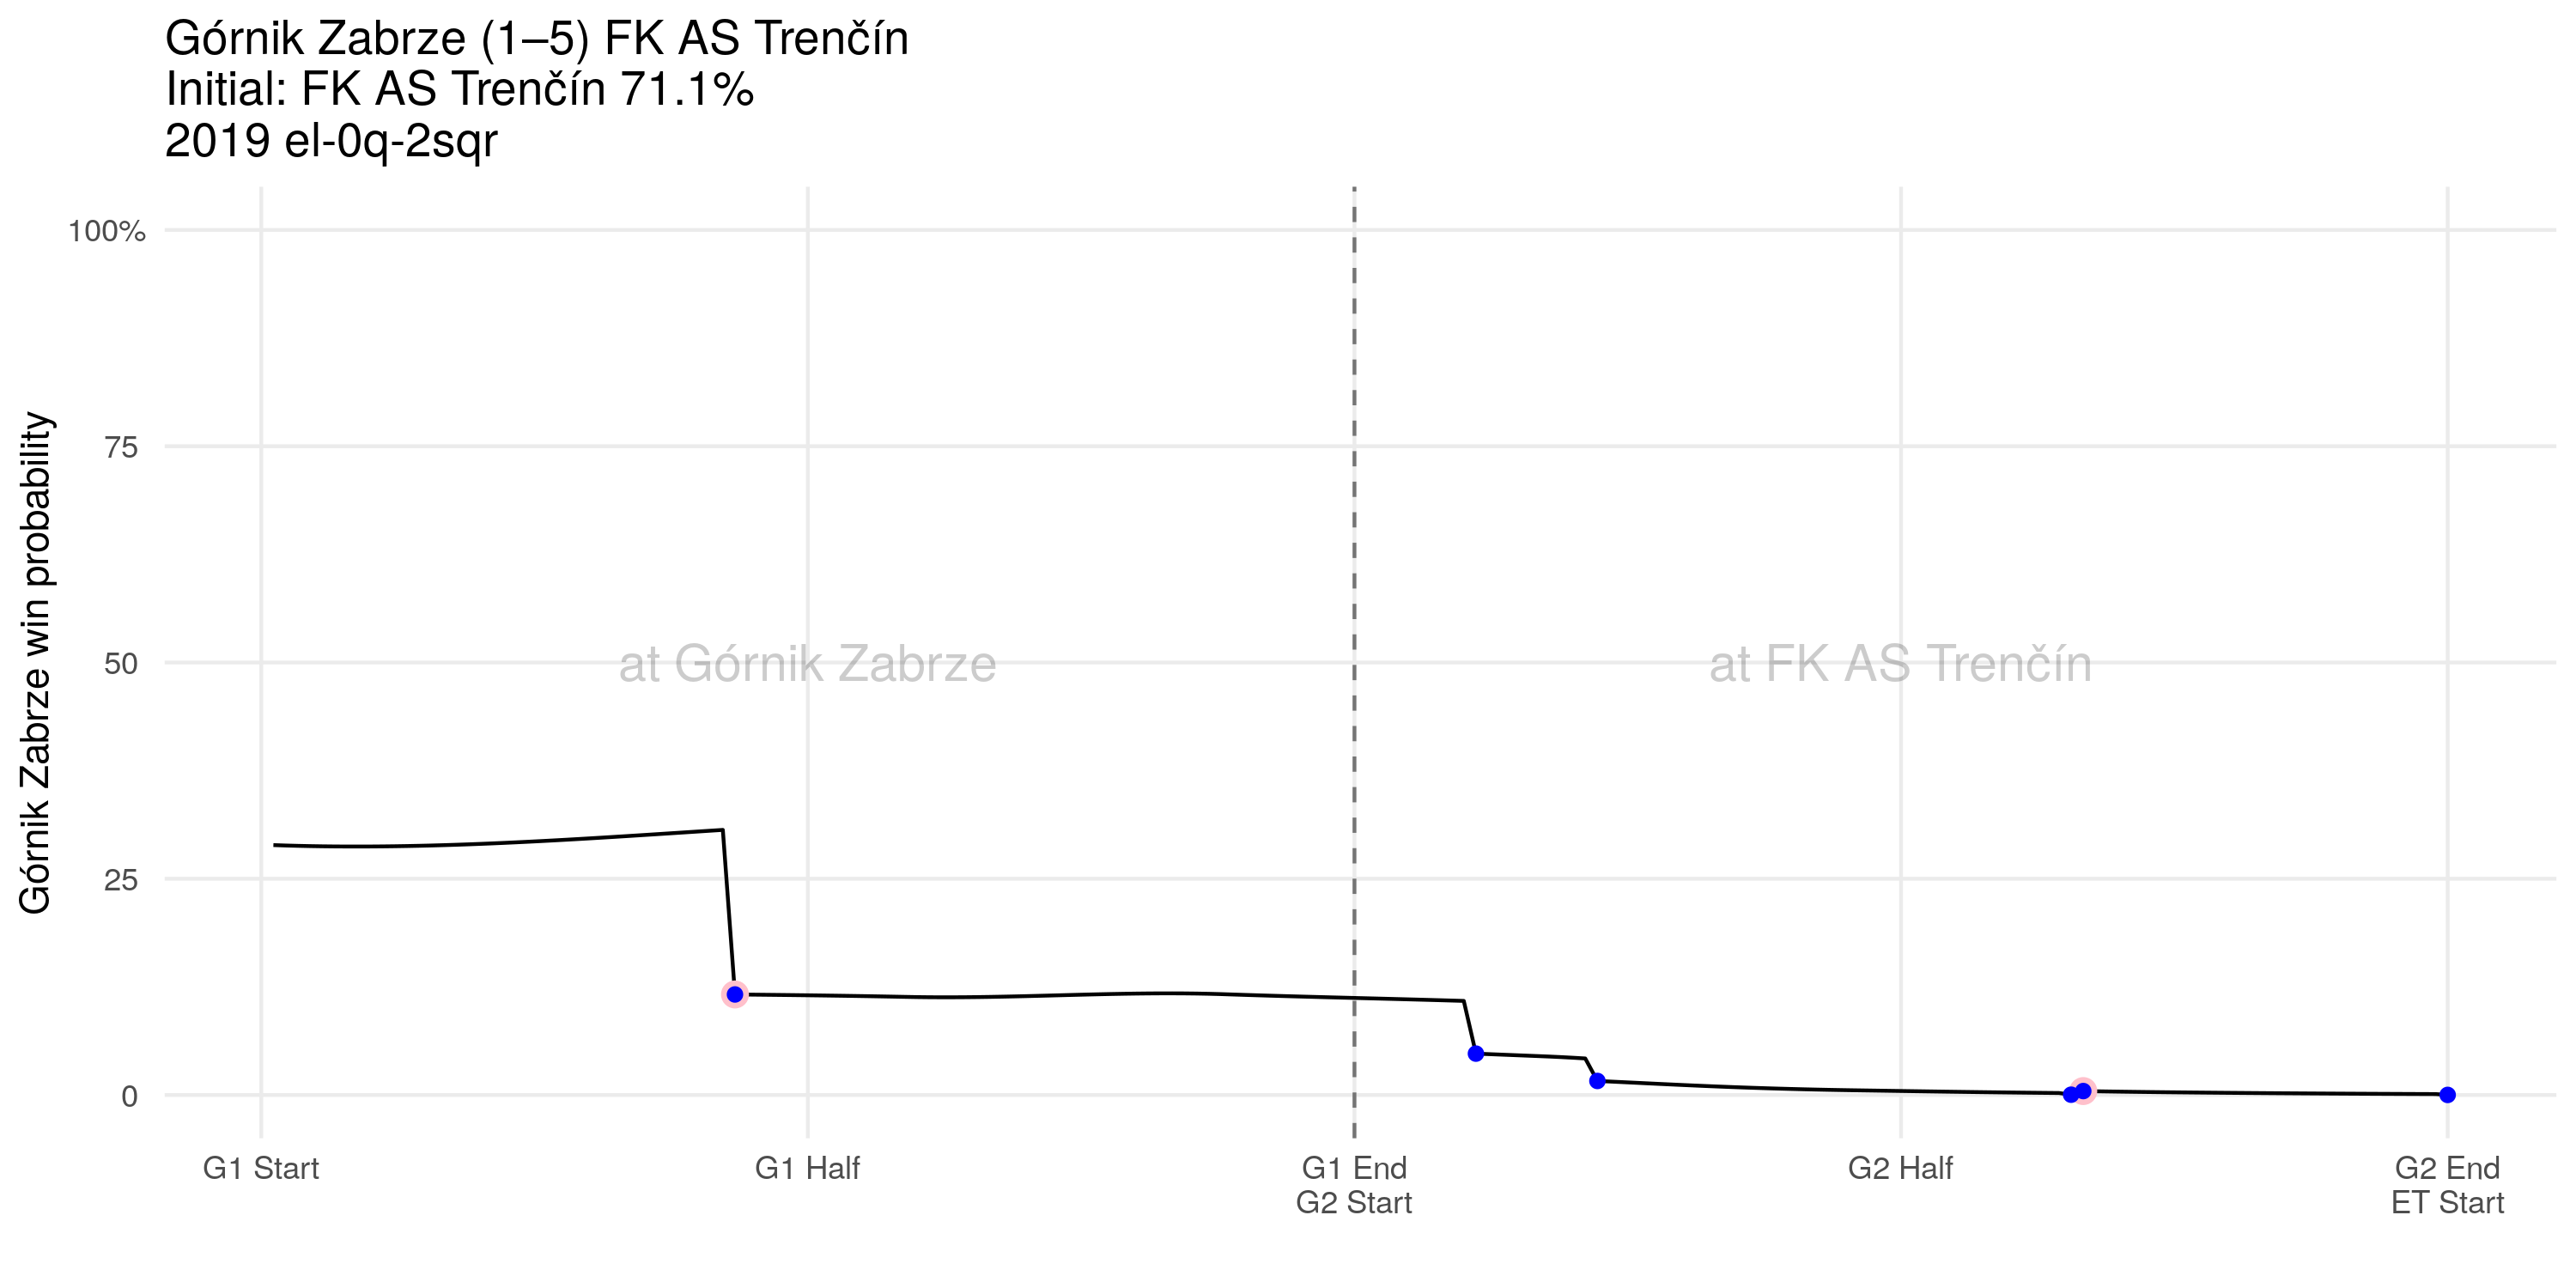 Górnik Zabrze (1–5) FK AS Trenčín
Initial: FK AS Trenčín 71.1%
2019 el-0q-2sqr
Górnik Zabrze win probability
100%
75
50
25
0
at Górnik Zabrze
at FK AS Trenčín
G1 Start
G1 Half
G1 End
G2 Start
G2 Half
G2 End
ET Start